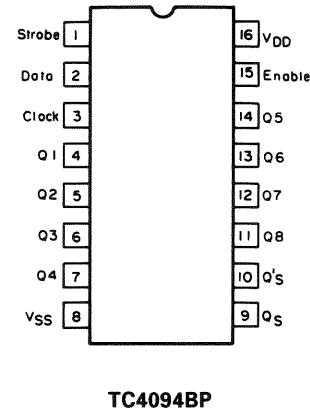 Strobe 1 16 VDD
Data 2 15 Enable
Clock 3 14 Q5
Q1 4 13 Q6
Q2 5 12 Q7
Q3 6 11 Q8
Q4 7 10 Q'S
VSS 8 9 QS
TC4094BP